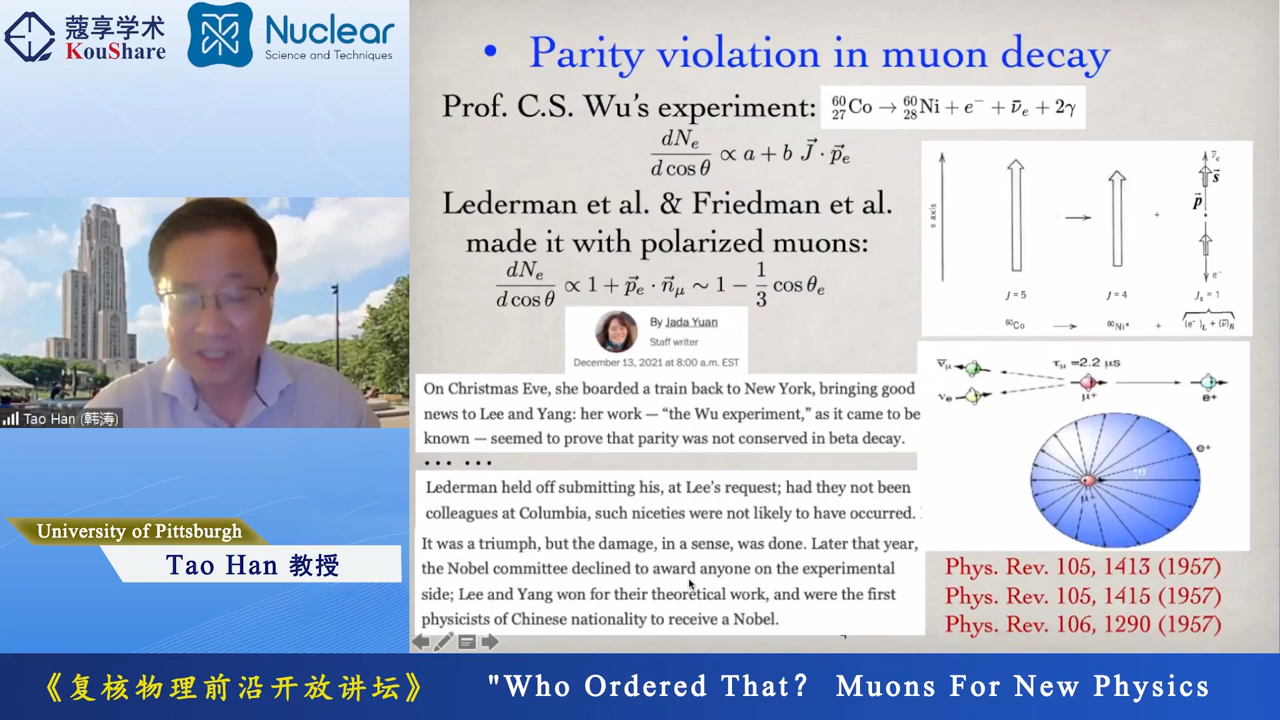 蔻享学术
KouShare
Nuclear
Science and Techniques
• Parity violation in muon decay
Prof. C.S. Wu's experiment: ⁶⁰₂₇Co → ⁶⁰₂₈Ni + e⁻ + ν̄ₑ + 2γ
dNₑ/d cos θ ∝ a + b J⃗ · p⃗ₑ
Lederman et al. & Friedman et al.
made it with polarized muons:
dNₑ/d cos θ ∝ 1 + p⃗ₑ · n⃗_μ ∼ 1 − 1/3 cos θₑ
By Jada Yuan
Staff writer
December 13, 2021 at 8:00 a.m. EST
On Christmas Eve, she boarded a train back to New York, bringing good
news to Lee and Yang: her work — “the Wu experiment,” as it came to be
known — seemed to prove that parity was not conserved in beta decay.
... ...
Lederman held off submitting his, at Lee's request; had they not been
colleagues at Columbia, such niceties were not likely to have occurred.
It was a triumph, but the damage, in a sense, was done. Later that year,
the Nobel committee declined to award anyone on the experimental
side; Lee and Yang won for their theoretical work, and were the first
physicists of Chinese nationality to receive a Nobel.
z axis
ν̄ₑ
s⃗
p⃗
→
+
e⁻
J = 5
J = 4
J_z = 1
⁶⁰Co → ⁶⁰Ni* + (e⁻)_L + (ν̄)_R
ν̄_μ
τ_μ =2.2 μs
νₑ
μ+
e+
e+
θ
μ+
Phys. Rev. 105, 1413 (1957)
Phys. Rev. 105, 1415 (1957)
Phys. Rev. 106, 1290 (1957)
Tao Han (韩涛)
University of Pittsburgh
Tao Han 教授
《复核物理前沿开放讲坛》
"Who Ordered That? Muons For New Physics